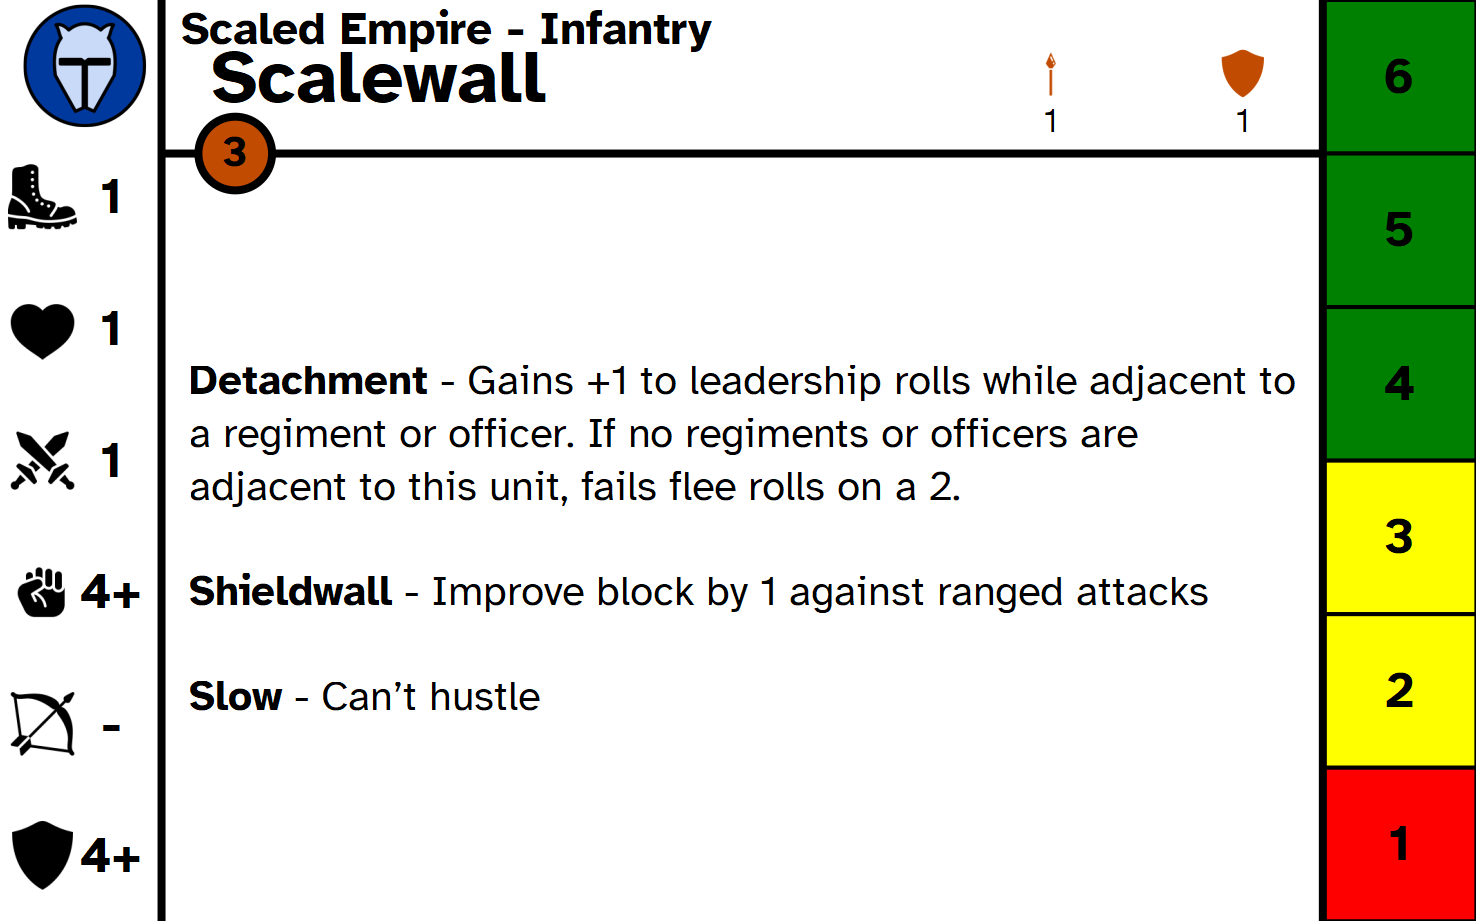 Scaled Empire - Infantry
Scalewall
1 1
3
1
1
1
4+
-
4+
Detachment - Gains +1 to leadership rolls while adjacent to
a regiment or officer. If no regiments or officers are
adjacent to this unit, fails flee rolls on a 2.
Shieldwall - Improve block by 1 against ranged attacks
Slow - Can’t hustle
6
5
4
3
2
1